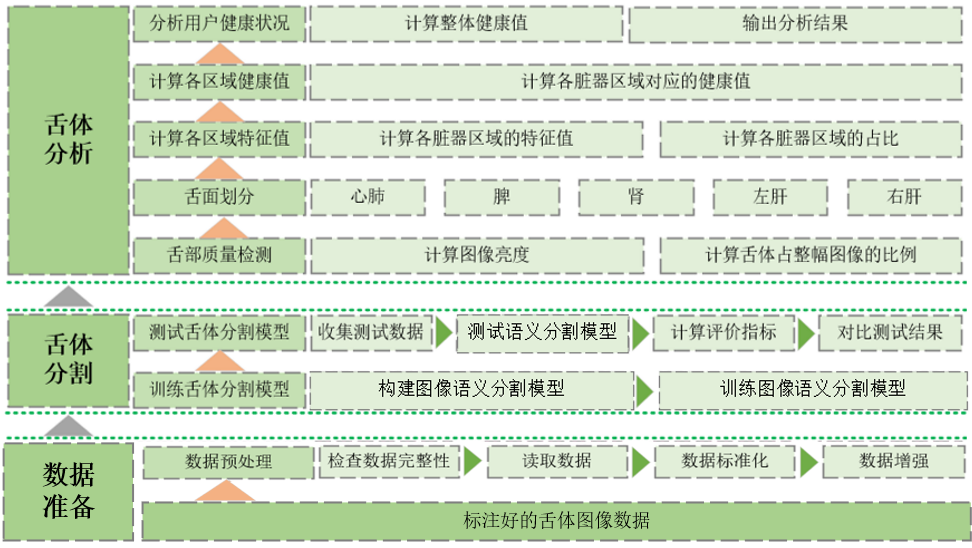 舌体
分析
分析用户健康状况
计算整体健康值
输出分析结果
计算各区域健康值
计算各脏器区域对应的健康值
计算各区域特征值
计算各脏器区域的特征值
计算各脏器区域的占比
舌面划分
心肺
脾
肾
左肝
右肝
舌部质量检测
计算图像亮度
计算舌体占整幅图像的比例
舌体
分割
测试舌体分割模型
收集测试数据
测试语义分割模型
计算评价指标
对比测试结果
训练舌体分割模型
构建图像语义分割模型
训练图像语义分割模型
数据
准备
数据预处理
检查数据完整性
读取数据
数据标准化
数据增强
标注好的舌体图像数据